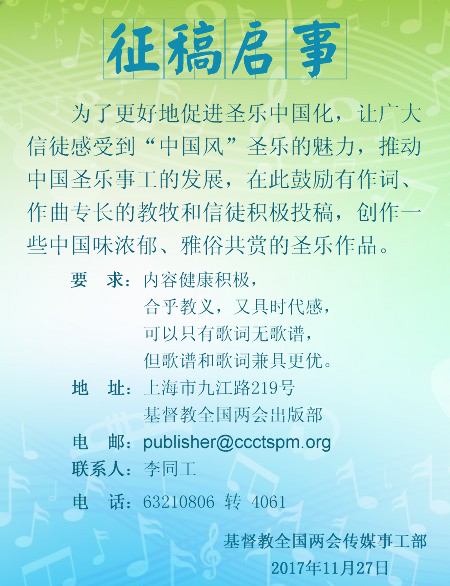 征稿启事
为了更好地促进圣乐中国化，让广大
信徒感受到“中国风”圣乐的魅力，推动
中国圣乐事工的发展，在此鼓励有作词、
作曲专长的教牧和信徒积极投稿，创作一
些中国味浓郁、雅俗共赏的圣乐作品。
要 求：内容健康积极，
合乎教义，又具时代感，
可以只有歌词无歌谱，
但歌谱和歌词兼具更优。
地 址：上海市九江路219号
基督教全国两会出版部
电 邮：publisher@ccctspm.org
联系人：李同工
电 话：63210806 转 4061
基督教全国两会传媒事工部
2017年11月27日